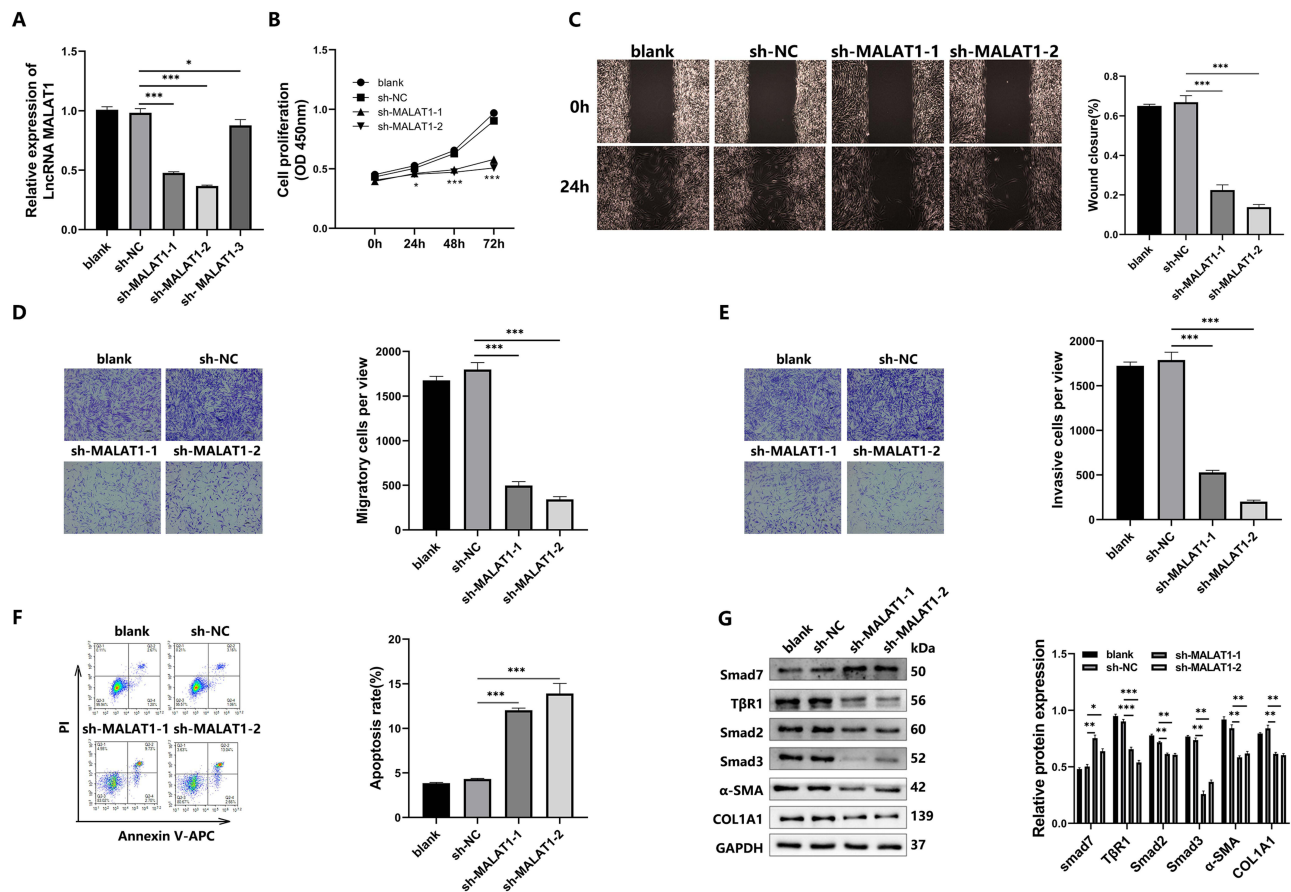 A
Relative expression of
LncRNA MALAT1
1.5
1.0
0.5
0.0
*
***
***
blank
sh-NC
sh-MALAT1-1
sh-MALAT1-2
sh- MALAT1-3
B
Cell proliferation
(OD 450nm)
1.5
1.0
0.5
0.0
blank
sh-NC
sh-MALAT1-1
sh-MALAT1-2
*
***
***
0h
24h
48h
72h
C
blank
sh-NC
sh-MALAT1-1
sh-MALAT1-2
0h
24h
Wound closure(%)
0.8
0.6
0.4
0.2
0.0
***
***
blank
sh-NC
sh-MALAT1-1
sh-MALAT1-2
D
blank
sh-NC
sh-MALAT1-1
sh-MALAT1-2
Migratory cells per view
2000
1500
1000
500
0
***
***
blank
sh-NC
sh-MALAT1-1
sh-MALAT1-2
E
blank
sh-NC
sh-MALAT1-1
sh-MALAT1-2
Invasive cells per view
2000
1500
1000
500
0
***
***
blank
sh-NC
sh-MALAT1-1
sh-MALAT1-2
F
blank
sh-NC
sh-MALAT1-1
sh-MALAT1-2
PI
Annexin V-APC
Apoptosis rate(%)
20
15
10
5
0
***
***
blank
sh-NC
sh-MALAT1-1
sh-MALAT1-2
G
blank
sh-NC
sh-MALAT1-1
sh-MALAT1-2
kDa
Smad7 50
TβR1 56
Smad2 60
Smad3 52
α-SMA 42
COL1A1 139
GAPDH 37
Relative protein expression
1.5
1.0
0.5
0.0
blank
sh-NC
sh-MALAT1-1
sh-MALAT1-2
*
**
***
***
**
**
**
**
**
**
**
**
smad7
TβR1
Smad2
Smad3
α-SMA
COL1A1